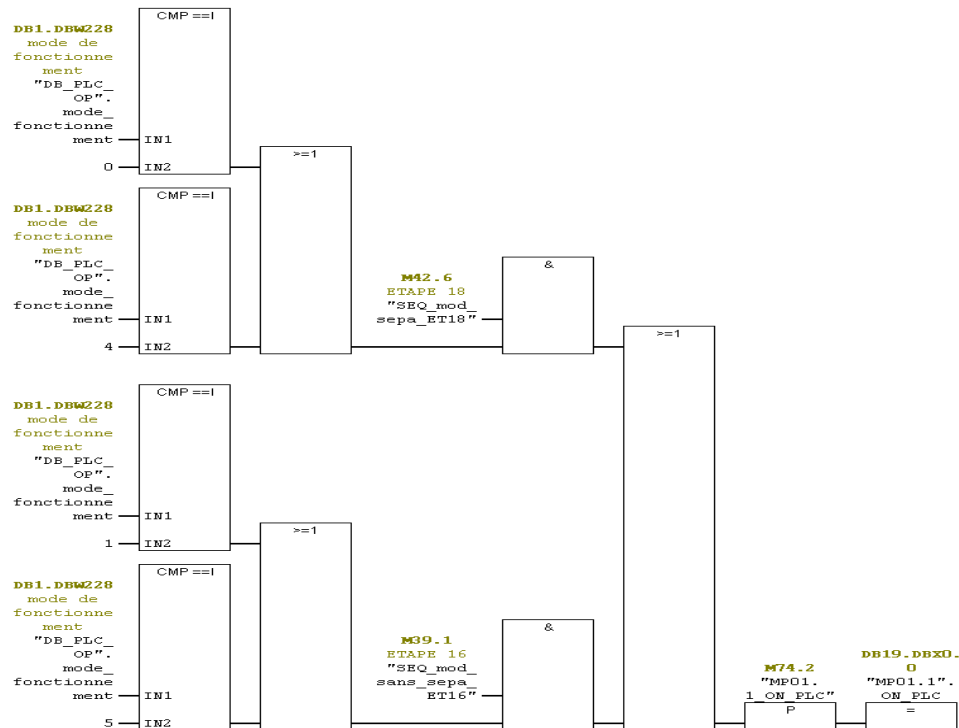 CMP ==I
DB1.DBW228
mode de
fonctionne
ment
"DB_PLC_
OP".
mode_
fonctionne
ment
IN1
0
IN2
>=1
CMP ==I
DB1.DBW228
mode de
fonctionne
ment
"DB_PLC_
OP".
mode_
fonctionne
ment
IN1
4
IN2
M42.6
ETAPE 18
"SEQ_mod_
sepa_ET18"
&
>=1
CMP ==I
DB1.DBW228
mode de
fonctionne
ment
"DB_PLC_
OP".
mode_
fonctionne
ment
IN1
1
IN2
>=1
CMP ==I
DB1.DBW228
mode de
fonctionne
ment
"DB_PLC_
OP".
mode_
fonctionne
ment
IN1
5
IN2
M39.1
ETAPE 16
"SEQ_mod_
sans_sepa_
ET16"
&
M74.2
"MP01.
1_ON_PLC"
P
DB19.DBX0.
0
"MP01.1".
ON_PLC
=